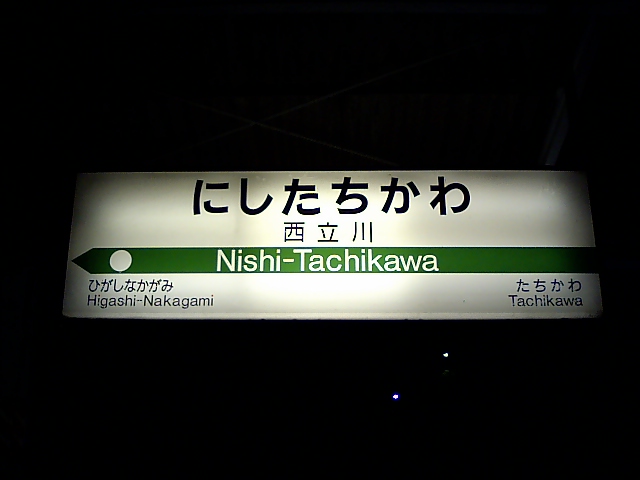 にしたちかわ
西立川
Nishi-Tachikawa
ひがしなかがみ たちかわ
Higashi-Nakagami Tachikawa